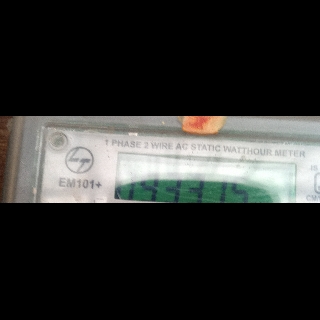 1 PHASE 2 WIRE AC STATIC WATTHOUR METER
EM101+